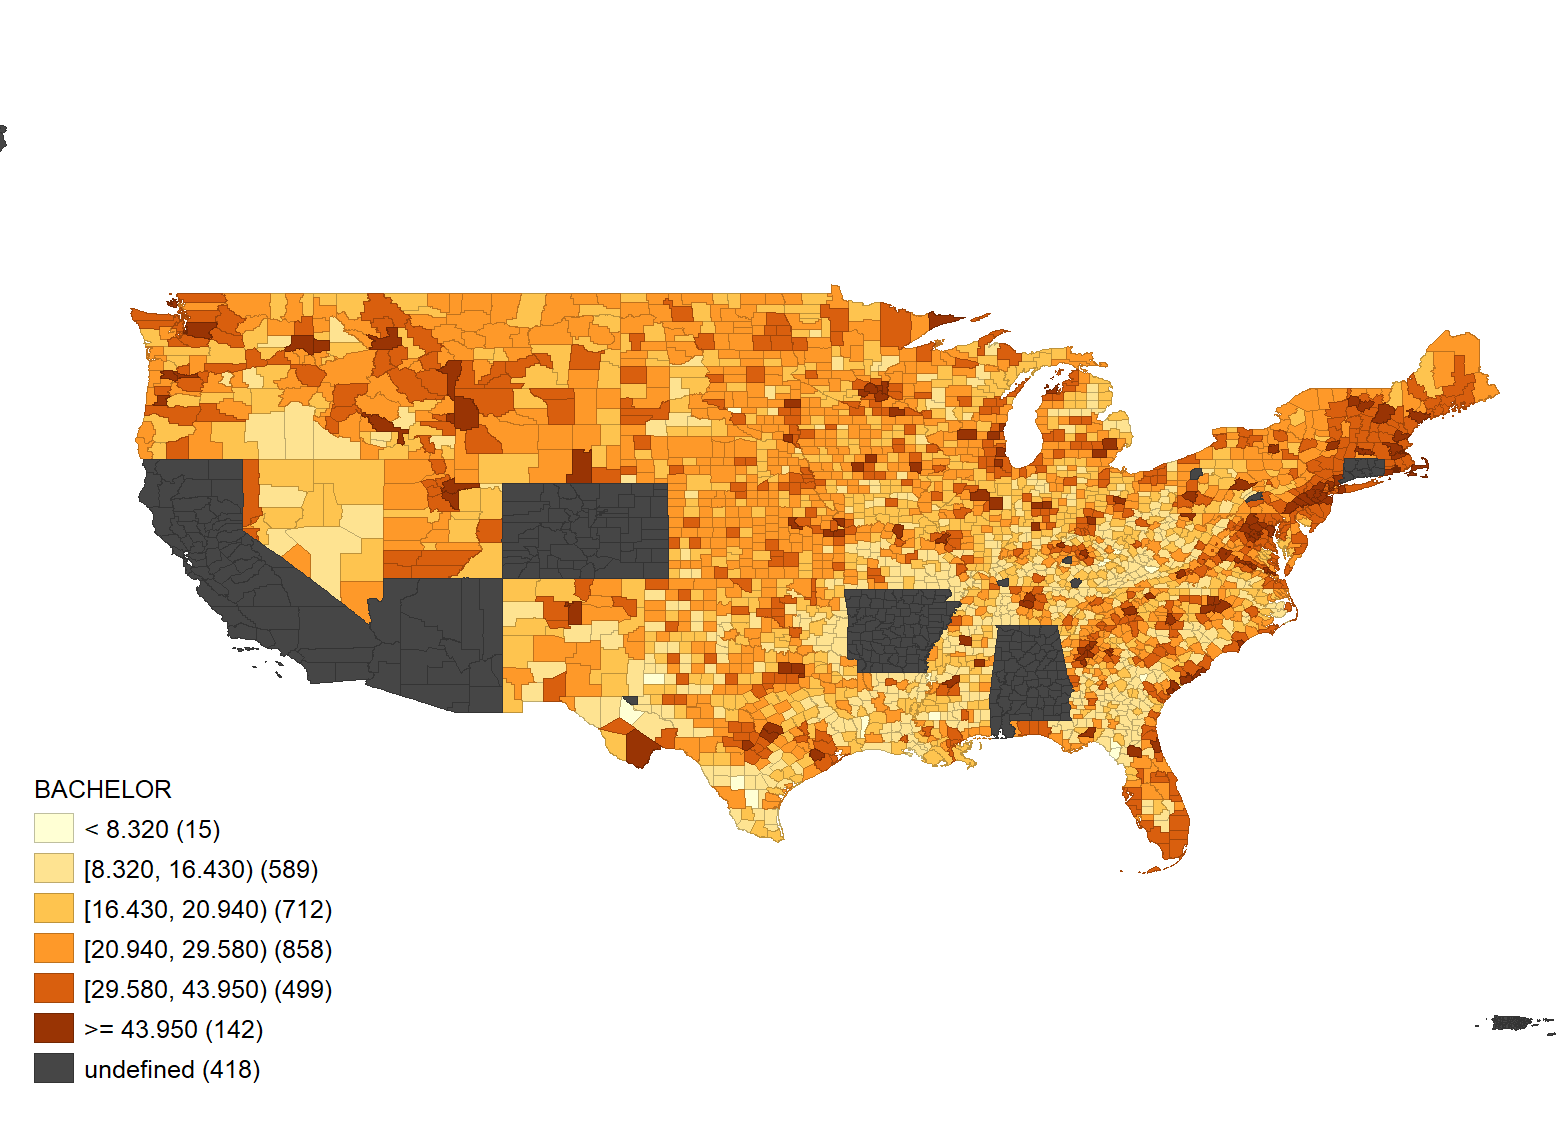 BACHELOR
< 8.320 (15)
[8.320, 16.430) (589)
[16.430, 20.940) (712)
[20.940, 29.580) (858)
[29.580, 43.950) (499)
>= 43.950 (142)
undefined (418)